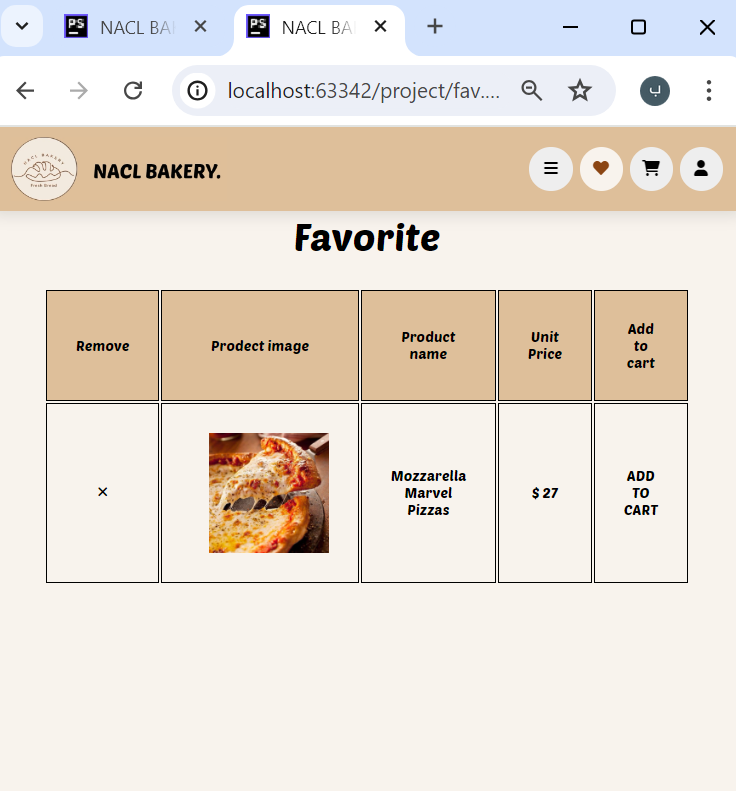 NACL BA
NACL BA
localhost:63342/project/fav....
NACL BAKERY
Fresh Bread
NACL BAKERY.
Favorite
Remove
Prodect image
Product
name
Unit
Price
Add
to
cart
×
Mozzarella
Marvel
Pizzas
$ 27
ADD
TO
CART